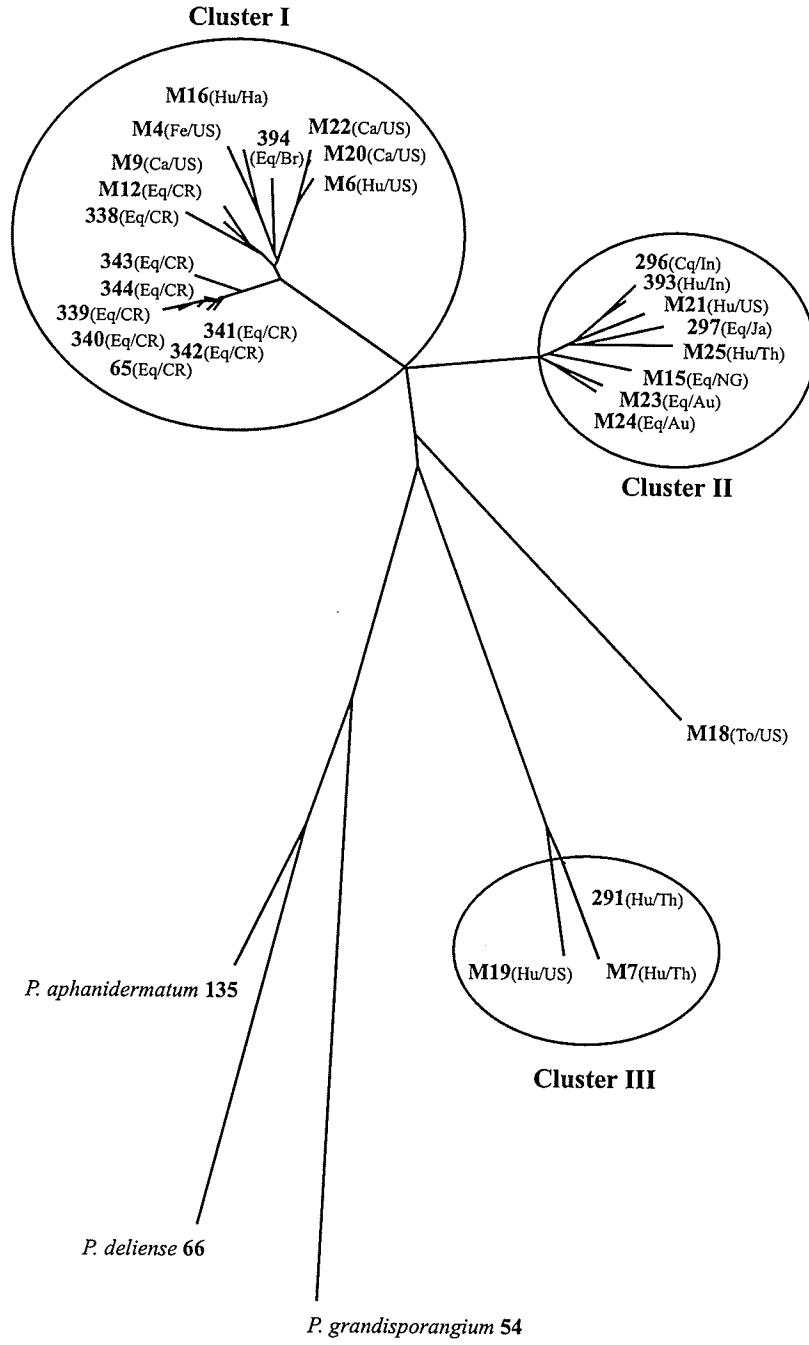 Cluster I
M16(Hu/Ha)
M4(Fe/US)
394
(Eq/Br)
M22(Ca/US)
M20(Ca/US)
M9(Ca/US)
M6(Hu/US)
M12(Eq/CR)
338(Eq/CR)
343(Eq/CR)
344(Eq/CR)
339(Eq/CR)
341(Eq/CR)
340(Eq/CR)
342(Eq/CR)
65(Eq/CR)
296(Cq/In)
393(Hu/In)
M21(Hu/US)
297(Eq/Ja)
M25(Hu/Th)
M15(Eq/NG)
M23(Eq/Au)
M24(Eq/Au)
Cluster II
M18(To/US)
291(Hu/Th)
M19(Hu/US)
M7(Hu/Th)
Cluster III
P. aphanidermatum 135
P. deliense 66
P. grandisporangium 54